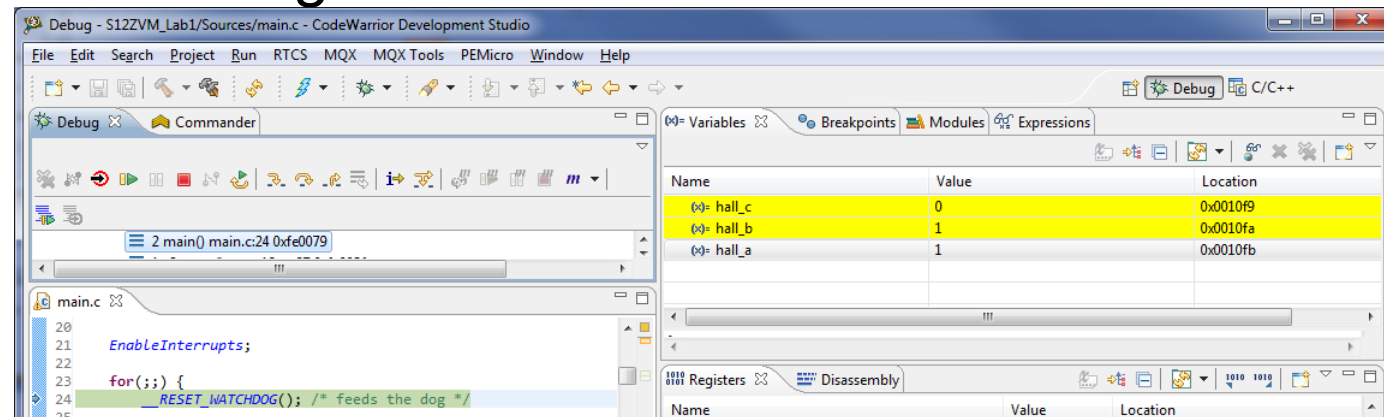 Debug - S12ZVM_Lab1/Sources/main.c - CodeWarrior Development Studio
File Edit Search Project Run RTCS MQX MQX Tools PEMicro Window Help
Debug C/C++
Debug Commander
(x)= Variables Breakpoints Modules Expressions
Name Value Location
(x)= hall_c 0 0x0010f9
(x)= hall_b 1 0x0010fa
(x)= hall_a 1 0x0010fb
2 main() main.c:24 0xfe0079
main.c
20
21 EnableInterrupts;
22
23 for(;;) {
24 __RESET_WATCHDOG(); /* feeds the dog */
25
Registers Disassembly
Name Value Location